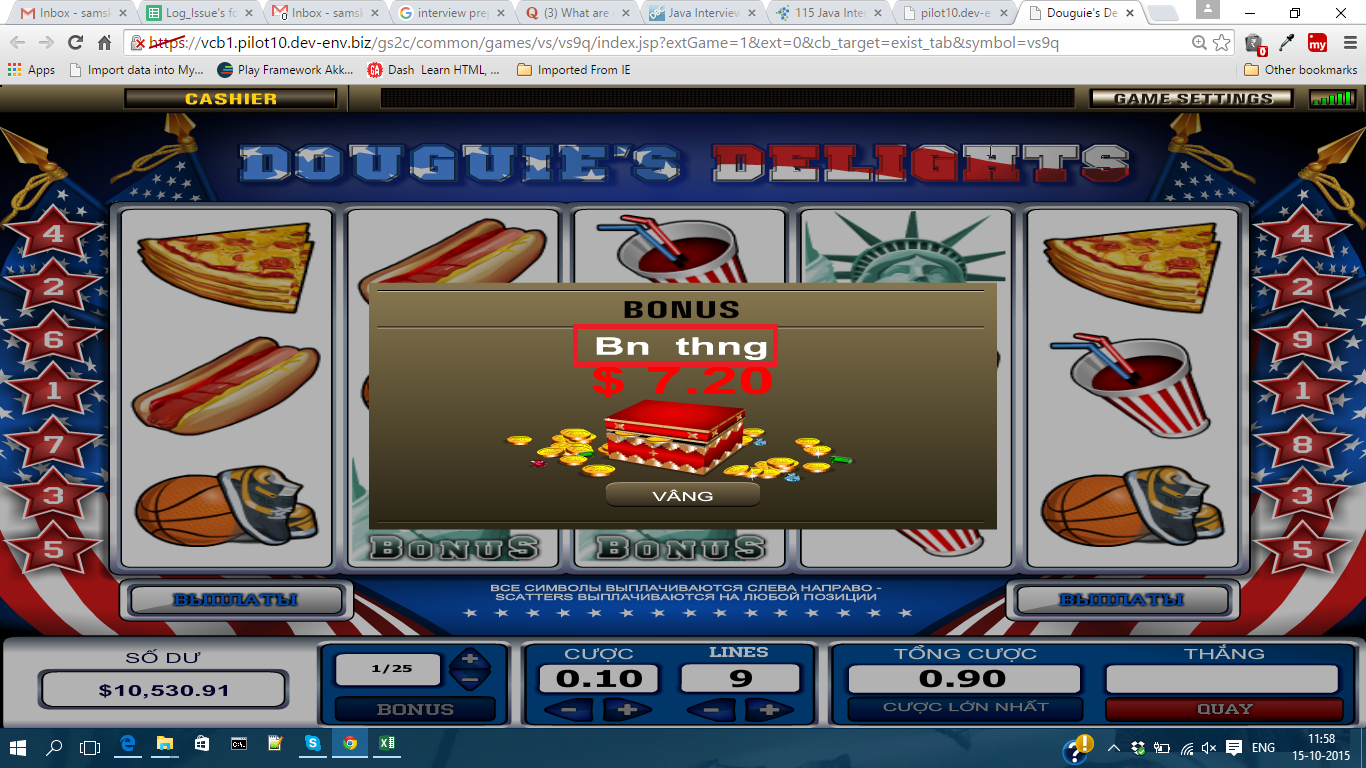 Inbox - samsk
Log_Issue's fo
Inbox - samsk
interview prep
(3) What are
Java Interview
115 Java Inter
pilot10.dev-e
Douguie's De
https://vcb1.pilot10.dev-env.biz/gs2c/common/games/vs/vs9q/index.jsp?extGame=1&ext=0&cb_target=exist_tab&symbol=vs9q
0
my
Apps
Import data into My...
Play Framework Akk...
GA
Dash Learn HTML, ...
Imported From IE
Other bookmarks
CASHIER
GAME SETTINGS
DOUGUIE'S DELIGHTS
4
4
2
2
6
9
1
1
7
8
3
3
5
5
BONUS
Bn thng
$ 7.20
VÂNG
BONUS
BONUS
ВЫПЛАТЫ
ВСЕ СИМВОЛЫ ВЫПЛАЧИВАЮТСЯ СЛЕВА НАПРАВО -
SCATTERS ВЫПЛАЧИВАЮТСЯ НА ЛЮБОЙ ПОЗИЦИИ
ВЫПЛАТЫ
SỐ DƯ
$10,530.91
1/25
+
−
BONUS
CƯỢC
0.10
− +
LINES
9
− +
TỔNG CƯỢC
0.90
CƯỢC LỚN NHẤT
THẮNG
QUAY
ENG
11:58
15-10-2015